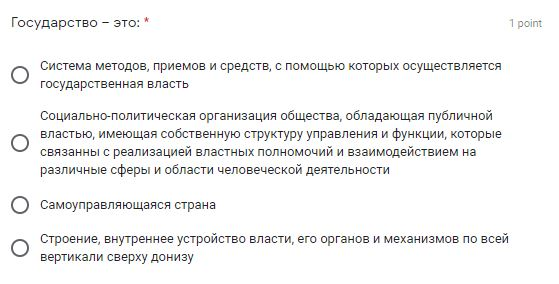 Государство – это: *
1 point
Система методов, приемов и средств, с помощью которых осуществляется
государственная власть
Социально-политическая организация общества, обладающая публичной
властью, имеющая собственную структуру управления и функции, которые
связанны с реализацией властных полномочий и взаимодействием на
различные сферы и области человеческой деятельности
Самоуправляющаяся страна
Строение, внутреннее устройство власти, его органов и механизмов по всей
вертикали сверху донизу